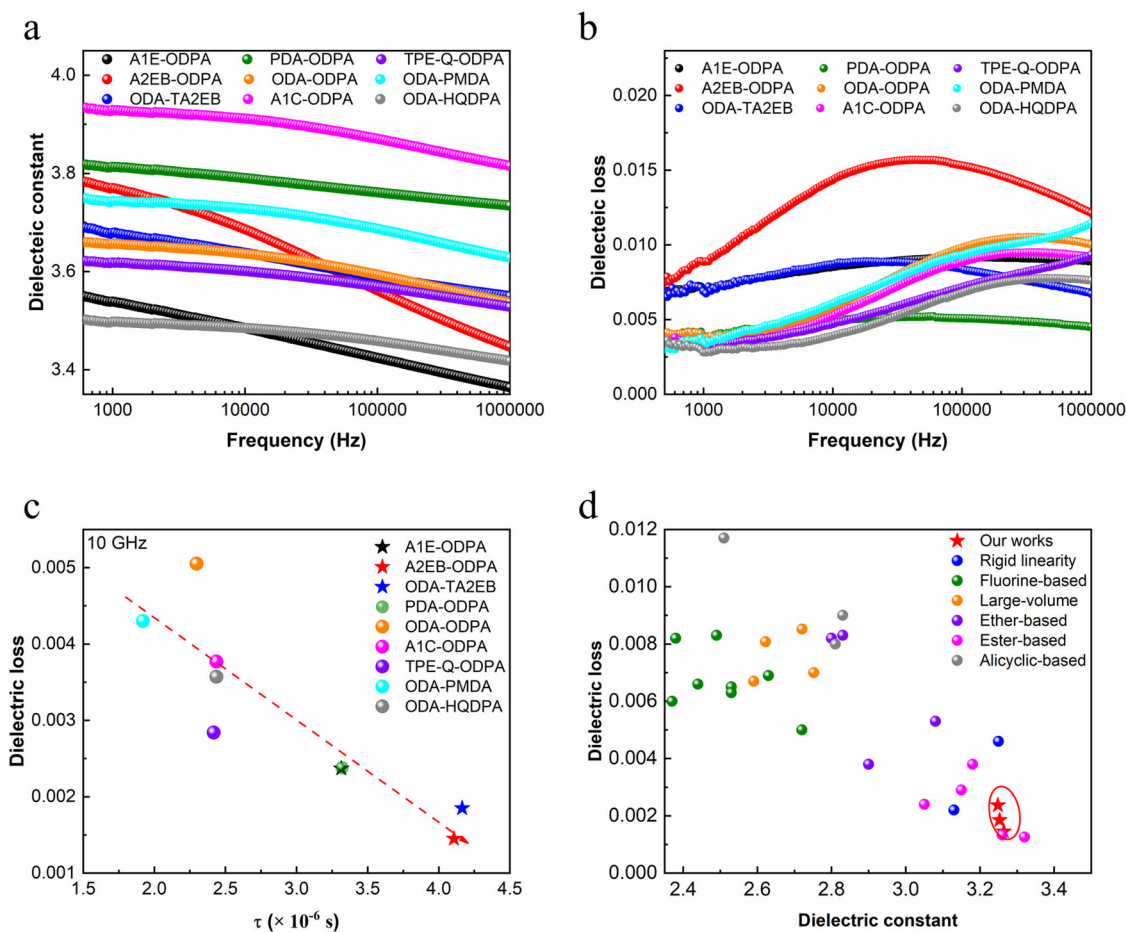 a
A1E-ODPA PDA-ODPA TPE-Q-ODPA
A2EB-ODPA ODA-ODPA ODA-PMDA
ODA-TA2EB A1C-ODPA ODA-HQDPA
4.0
3.8
3.6
3.4
Dielecteic constant
1000 10000 100000 1000000
Frequency (Hz)
b
A1E-ODPA PDA-ODPA TPE-Q-ODPA
A2EB-ODPA ODA-ODPA ODA-PMDA
ODA-TA2EB A1C-ODPA ODA-HQDPA
0.020
0.015
0.010
0.005
0.000
Dielecteic loss
1000 10000 100000 1000000
Frequency (Hz)
c
10 GHz
A1E-ODPA
A2EB-ODPA
ODA-TA2EB
PDA-ODPA
ODA-ODPA
A1C-ODPA
TPE-Q-ODPA
ODA-PMDA
ODA-HQDPA
0.005
0.004
0.003
0.002
0.001
Dielectric loss
1.5 2.0 2.5 3.0 3.5 4.0 4.5
τ (× 10⁻⁶ s)
d
Our works
Rigid linearity
Fluorine-based
Large-volume
Ether-based
Ester-based
Alicyclic-based
0.012
0.010
0.008
0.006
0.004
0.002
0.000
Dielectric loss
2.4 2.6 2.8 3.0 3.2 3.4
Dielectric constant